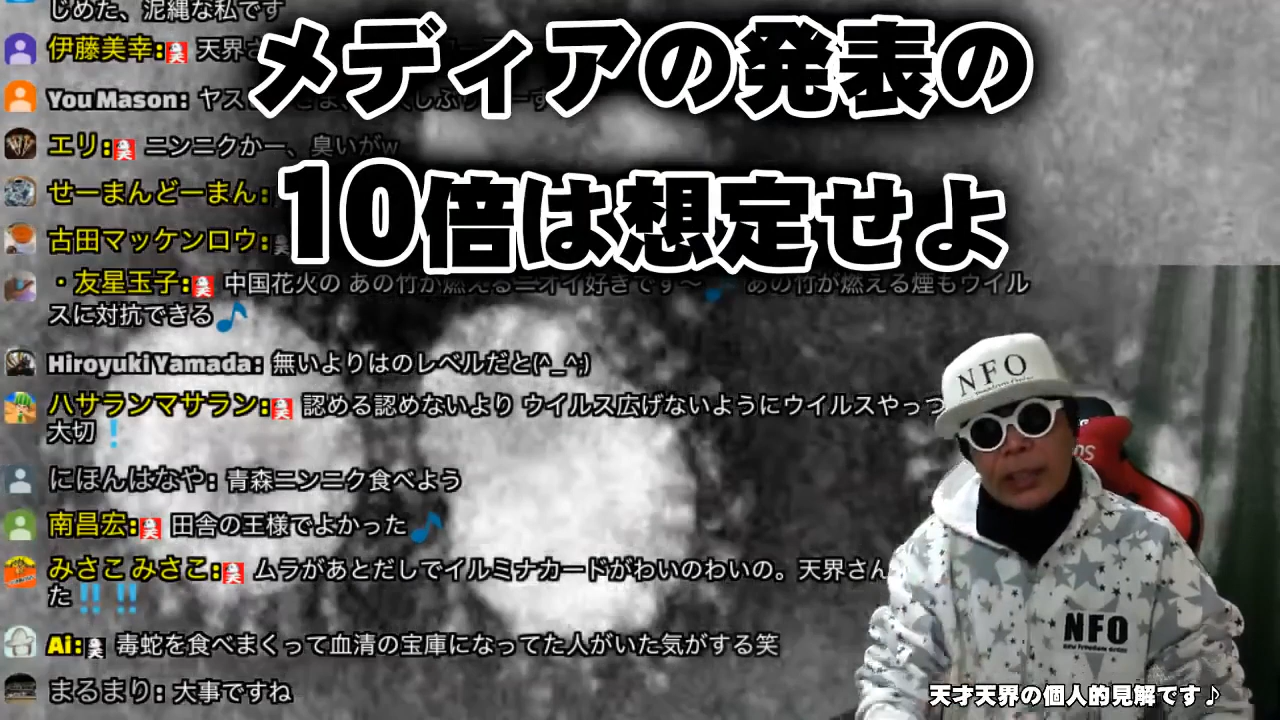 じめた、泥縄な私です
メディアの発表の
伊藤美幸: 天界さ
You Mason: ヤス
エリ: ニンニクかー、臭いがw
10倍は想定せよ
せーまんどーまん:
古田マッケンロウ:
・友星玉子: 中国花火の あの竹が燃えるニオイ好きです〜🎵 あの竹が燃える煙もウイル
スに対抗できる🎵
Hiroyuki Yamada: 無いよりはのレベルだと(^_^;)
ハサランマサラン: 認める認めないより ウイルス広げないようにウイルスやっつ
大切❗
にほんはなや: 青森ニンニク食べよう
南昌宏: 田舎の王様でよかった🎵
みさこ みさこ: ムラがあとだしでイルミナカードがわいのわいの。天界さん
た‼ ‼
Ai: 毒蛇を食べまくって血清の宝庫になってた人がいた気がする笑
まるまり: 大事ですね
NFO
NFO
天才天界の個人的見解です♪